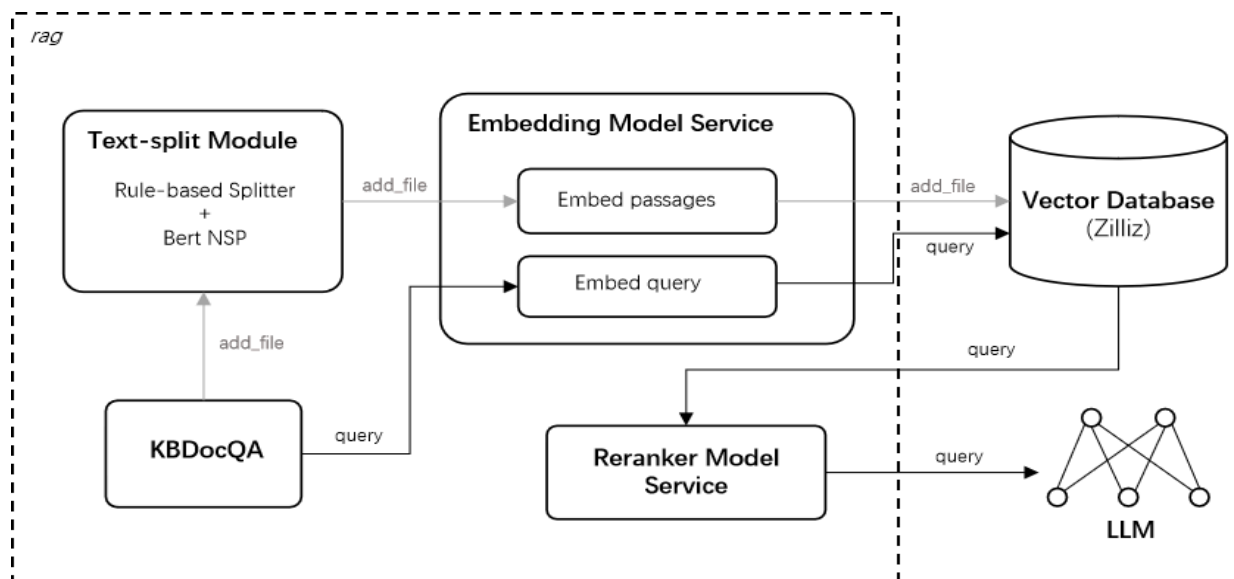 rag
Text-split Module
Rule-based Splitter
+
Bert NSP
add_file
Embedding Model Service
Embed passages
Embed query
add_file
query
Vector Database
(Zilliz)
add_file
query
KBDocQA
query
Reranker Model
Service
query
LLM